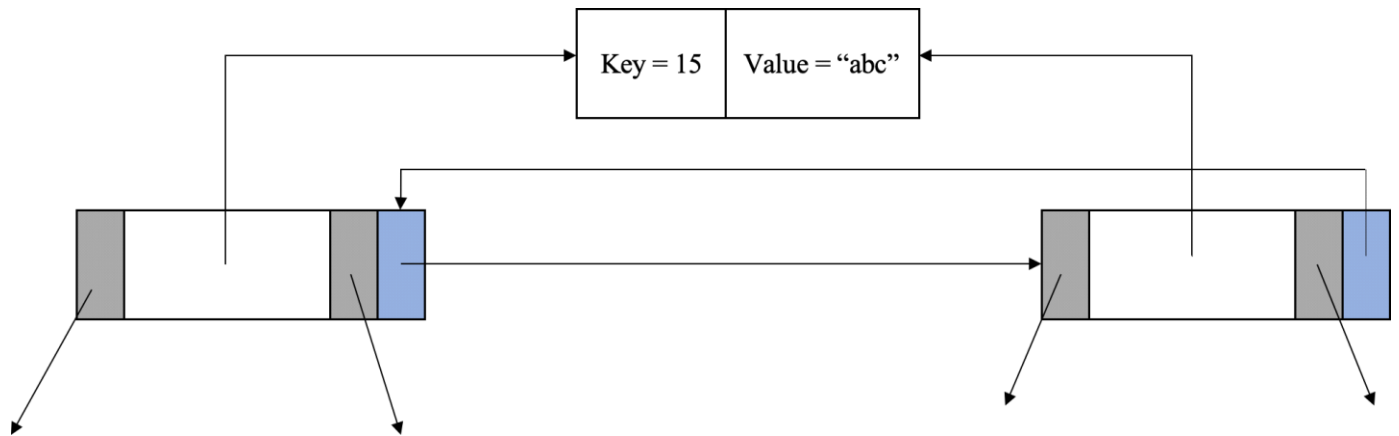 Key = 15 Value = “abc”